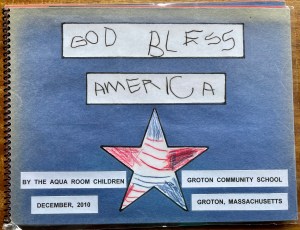 GOD BLESS
AMERICA
BY THE AQUA ROOM CHILDREN
GROTON COMMUNITY SCHOOL
DECEMBER, 2010
GROTON, MASSACHUSETTS